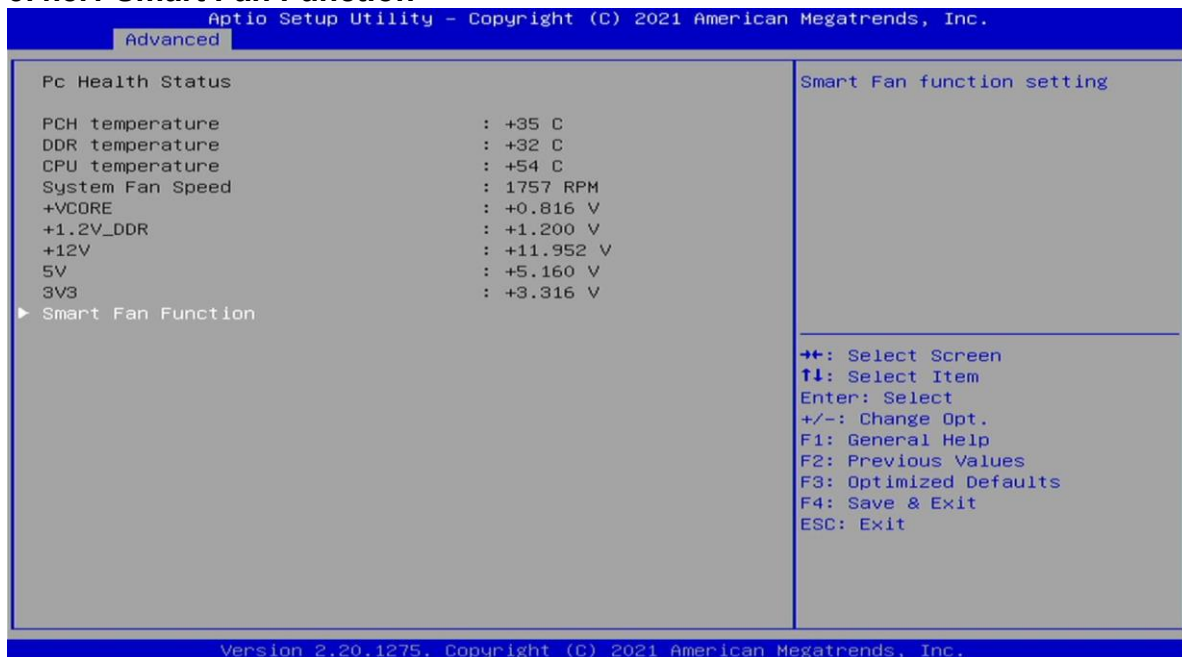 Smart Fan Function
Aptio Setup Utility – Copyright (C) 2021 American Megatrends, Inc.
Advanced
Pc Health Status
PCH temperature : +35 C
DDR temperature : +32 C
CPU temperature : +54 C
System Fan Speed : 1757 RPM
+VCORE : +0.816 V
+1.2V_DDR : +1.200 V
+12V : +11.952 V
5V : +5.160 V
3V3 : +3.316 V
► Smart Fan Function
Smart Fan function setting
→←: Select Screen
↑↓: Select Item
Enter: Select
+/-: Change Opt.
F1: General Help
F2: Previous Values
F3: Optimized Defaults
F4: Save & Exit
ESC: Exit
Version 2.20.1275. Copyright (C) 2021 American Megatrends, Inc.